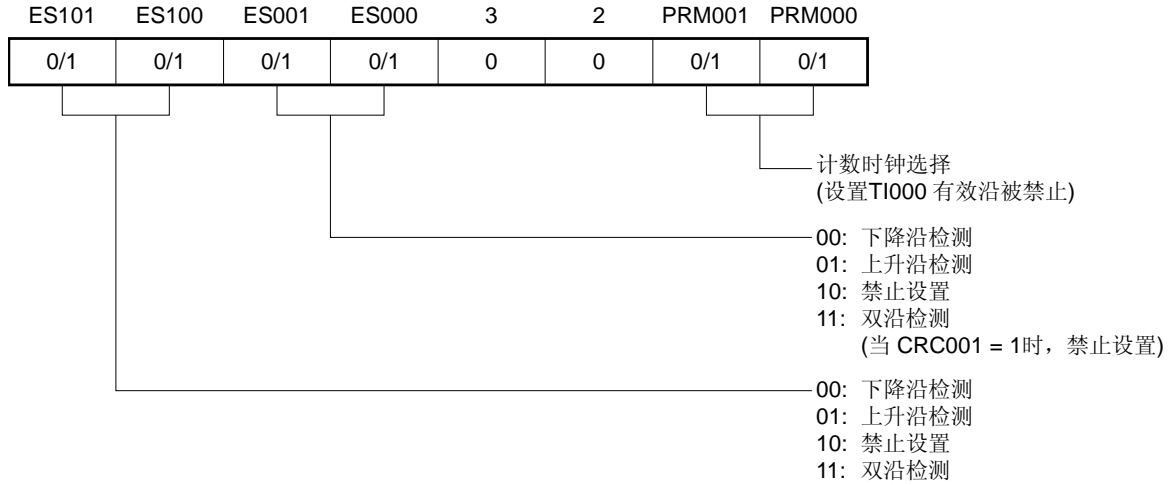 ES101 ES100 ES001 ES000 3 2 PRM001 PRM000
0/1 0/1 0/1 0/1 0 0 0/1 0/1
计数时钟选择
(设置TI000 有效沿被禁止)
00: 下降沿检测
01: 上升沿检测
10: 禁止设置
11: 双沿检测
(当 CRC001 = 1时，禁止设置)
00: 下降沿检测
01: 上升沿检测
10: 禁止设置
11: 双沿检测